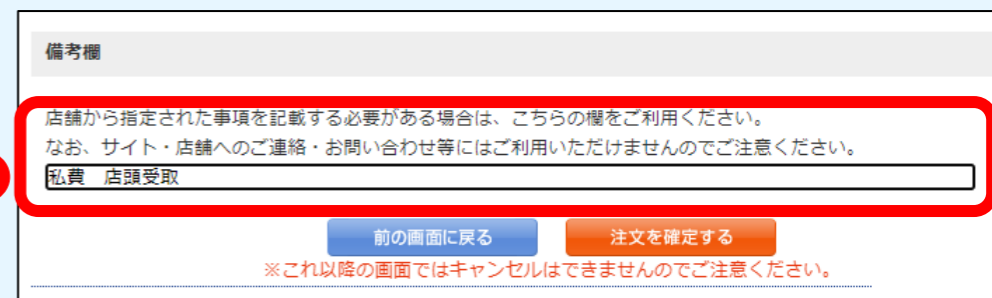 備考欄
店舗から指定された事項を記載する必要がある場合は、こちらの欄をご利用ください。
なお、サイト・店舗へのご連絡・お問い合わせ等にはご利用いただけませんのでご注意ください。
私費　店頭受取
前の画面に戻る
注文を確定する
※これ以降の画面ではキャンセルはできませんのでご注意ください。